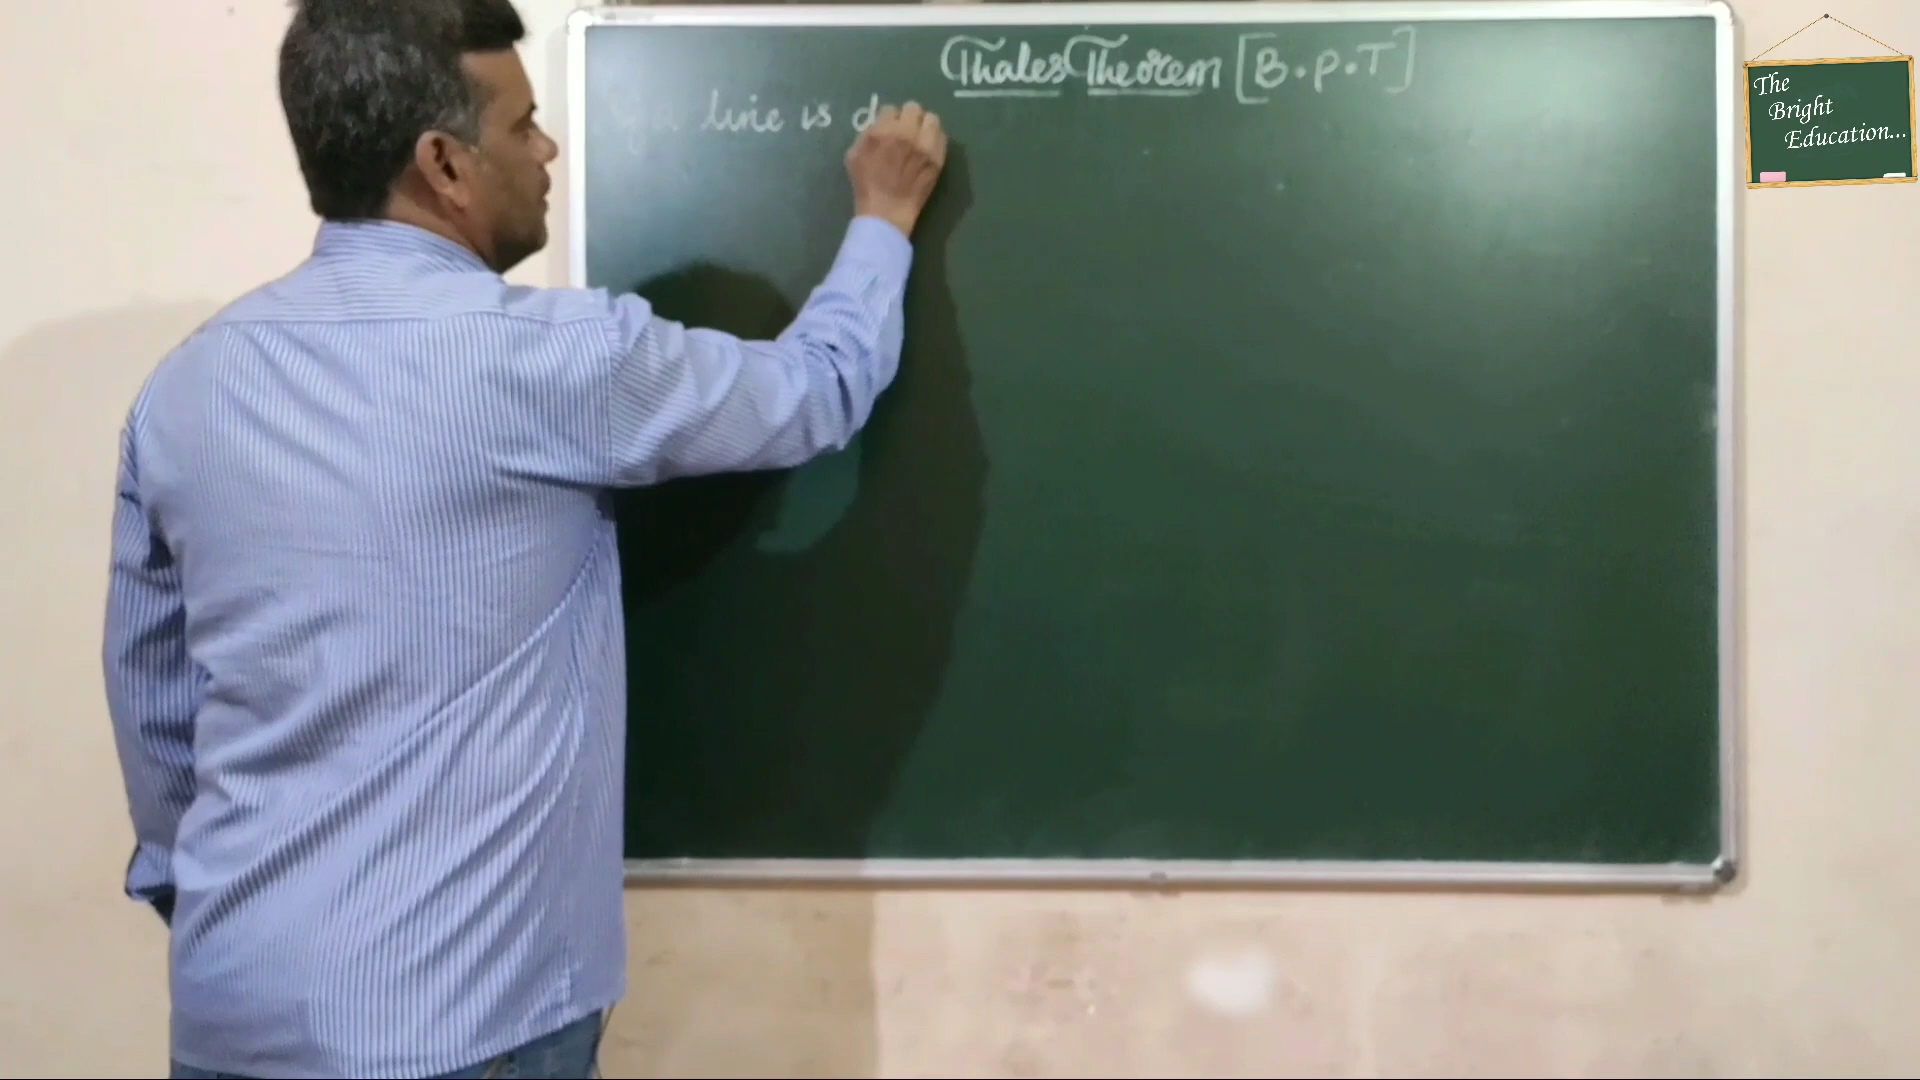 Thales Theorem [B.P.T]
line is
The
Bright
Education...